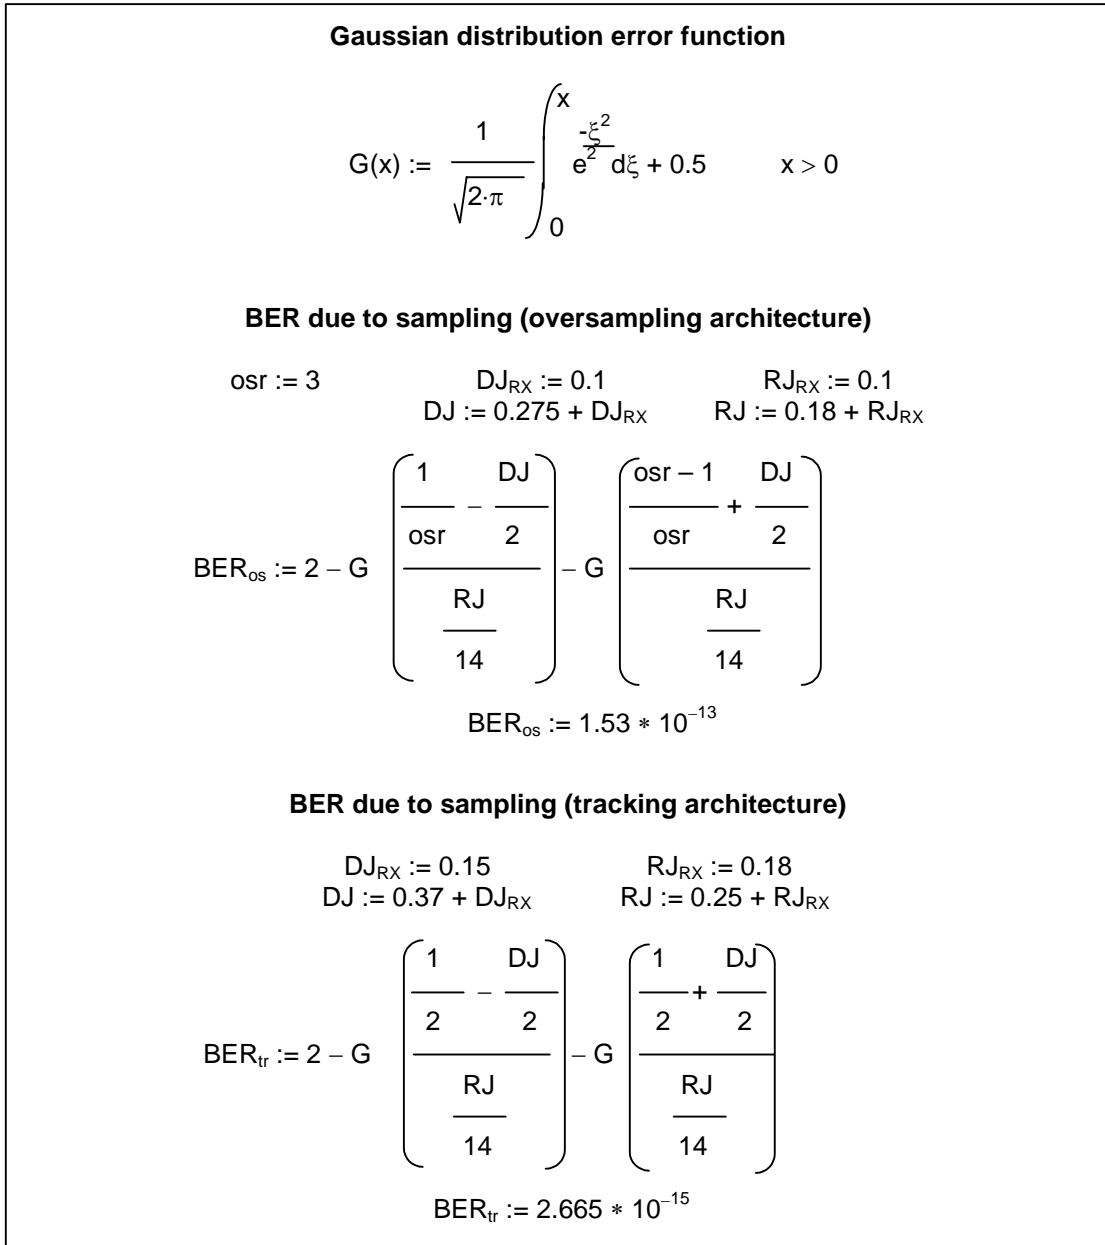 Gaussian distribution error function
G(x) := 1/√(2·π) ∫₀ˣ e^(-ξ²/2) dξ + 0.5 x > 0
BER due to sampling (oversampling architecture)
osr := 3 DJ_RX := 0.1 RJ_RX := 0.1
DJ := 0.275 + DJ_RX RJ := 0.18 + RJ_RX
BER_os := 2 – G ((1/osr – DJ/2)/(RJ/14)) – G ((osr – 1/osr + DJ/2)/(RJ/14))
BER_os := 1.53 * 10^–13
BER due to sampling (tracking architecture)
DJ_RX := 0.15 RJ_RX := 0.18
DJ := 0.37 + DJ_RX RJ := 0.25 + RJ_RX
BER_tr := 2 – G ((1/2 – DJ/2)/(RJ/14)) – G ((1/2 + DJ/2)/(RJ/14))
BER_tr := 2.665 * 10^–15